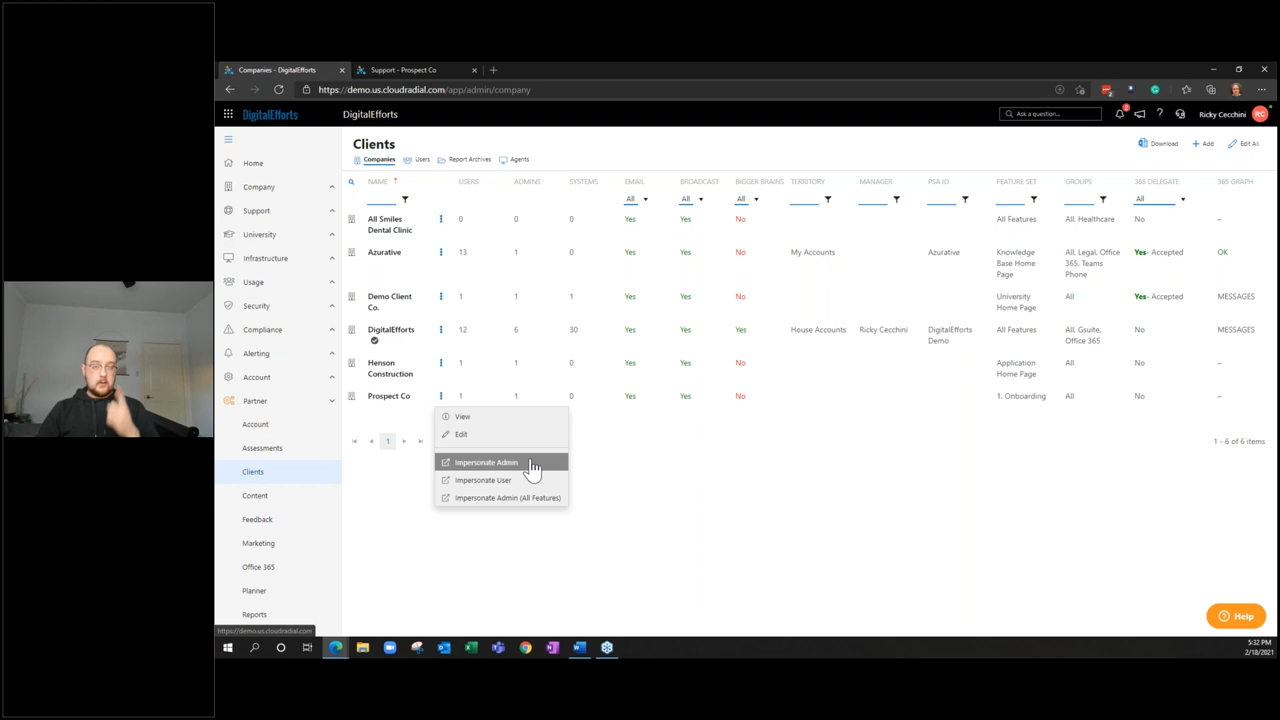 Companies - DigitalEfforts
Support - Prospect Co
https://demo.us.cloudradial.com/app/admin/company
DigitalEfforts
DigitalEfforts
Ask a question...
2
Ricky Cecchini
RC
Home
Company
Support
University
Infrastructure
Usage
Security
Compliance
Alerting
Account
Partner
Account
Assessments
Clients
Content
Feedback
Marketing
Office 365
Planner
Reports
https://demo.us.cloudradial.com
Clients
Download
Add
Edit All
Companies
Users
Report Archives
Agents
NAME USERS ADMINS SYSTEMS EMAIL BROADCAST BIGGER BRAINS TERRITORY MANAGER PSA ID FEATURE SET GROUPS 365 DELEGATE 365 GRAPH
All All All All
All Smiles 0 0 0 Yes Yes No All Features All, Healthcare No –
Dental Clinic
Azurative 13 1 0 Yes Yes No My Accounts Azurative Knowledge All, Legal, Office Yes- Accepted OK
Base Home 365, Teams
Page Phone
Demo Client 1 1 1 Yes Yes No University All Yes- Accepted MESSAGES
Co. Home Page
DigitalEfforts 12 6 30 Yes Yes Yes House Accounts Ricky Cecchini DigitalEfforts All Features All, Gsuite, No MESSAGES
Demo Office 365
Henson 1 1 0 Yes Yes No Application All No –
Construction Home Page
Prospect Co 1 1 0 Yes Yes No 1. Onboarding All No –
View
Edit
Impersonate Admin
Impersonate User
Impersonate Admin (All Features)
1
1 - 6 of 6 items
Help
5:32 PM
2/18/2021